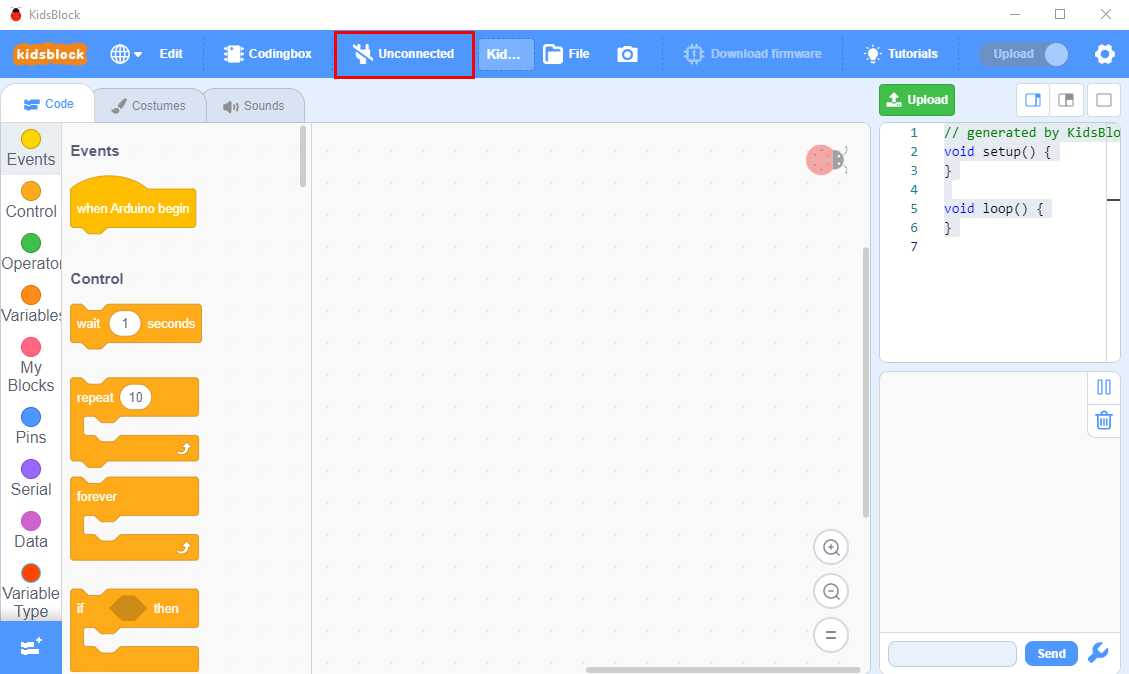 KidsBlock
kidsblock
Edit
Codingbox
Unconnected
Kid...
File
Download firmware
Tutorials
Upload
Code
Costumes
Sounds
Upload
Events
Control
Operator
Variables
My
Blocks
Pins
Serial
Data
Variable
Type
Events
when Arduino begin
Control
wait 1 seconds
repeat 10
forever
if then
1 // generated by KidsBlo
2 void setup() {
3 }
4
5 void loop() {
6 }
7
Send